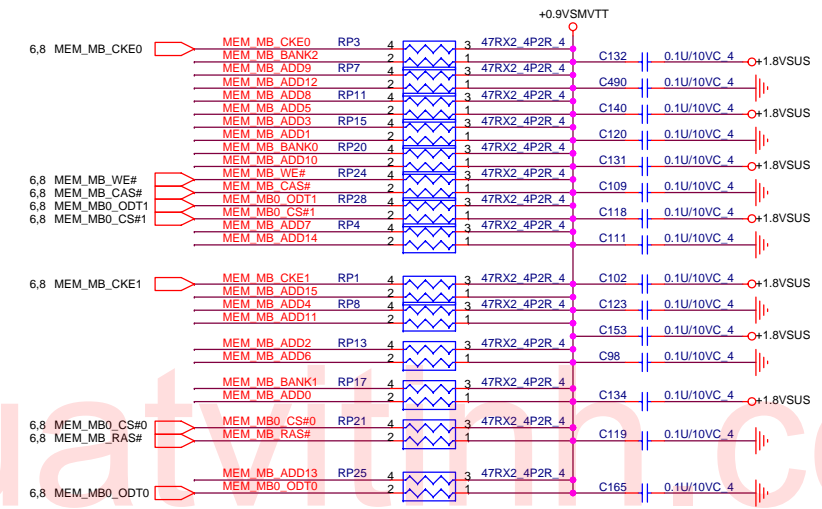 +0.9VSMVTT
6,8 MEM_MB_CKE0 MEM_MB_CKE0 RP3 4 3 47RX2_4P2R_4
MEM_MB_BANK2 2 1 C132 0.1U/10VC_4 +1.8VSUS
MEM_MB_ADD9 RP7 4 3 47RX2_4P2R_4
MEM_MB_ADD12 2 1 C490 0.1U/10VC_4
MEM_MB_ADD8 RP11 4 3 47RX2_4P2R_4
MEM_MB_ADD5 2 1 C140 0.1U/10VC_4 +1.8VSUS
MEM_MB_ADD3 RP15 4 3 47RX2_4P2R_4
MEM_MB_ADD1 2 1 C120 0.1U/10VC_4
MEM_MB_BANK0 RP20 4 3 47RX2_4P2R_4
MEM_MB_ADD10 2 1 C131 0.1U/10VC_4 +1.8VSUS
6,8 MEM_MB_WE# MEM_MB_WE# RP24 4 3 47RX2_4P2R_4
6,8 MEM_MB_CAS# MEM_MB_CAS# 2 1 C109 0.1U/10VC_4
6,8 MEM_MB0_ODT1 MEM_MB0_ODT1 RP28 4 3 47RX2_4P2R_4
6,8 MEM_MB0_CS#1 MEM_MB0_CS#1 2 1 C118 0.1U/10VC_4 +1.8VSUS
MEM_MB_ADD7 RP4 4 3 47RX2_4P2R_4
MEM_MB_ADD14 2 1 C111 0.1U/10VC_4
6,8 MEM_MB_CKE1 MEM_MB_CKE1 RP1 4 3 47RX2_4P2R_4 C102 0.1U/10VC_4 +1.8VSUS
MEM_MB_ADD15 2 1
MEM_MB_ADD4 RP8 4 3 47RX2_4P2R_4 C123 0.1U/10VC_4
MEM_MB_ADD11 2 1
C153 0.1U/10VC_4 +1.8VSUS
MEM_MB_ADD2 RP13 4 3 47RX2_4P2R_4
MEM_MB_ADD6 2 1 C98 0.1U/10VC_4
MEM_MB_BANK1 RP17 4 3 47RX2_4P2R_4
MEM_MB_ADD0 2 1 C134 0.1U/10VC_4 +1.8VSUS
6,8 MEM_MB0_CS#0 MEM_MB0_CS#0 RP21 4 3 47RX2_4P2R_4
6,8 MEM_MB_RAS# MEM_MB_RAS# 2 1 C119 0.1U/10VC_4
MEM_MB_ADD13 RP25 4 3 47RX2_4P2R_4
6,8 MEM_MB0_ODT0 MEM_MB0_ODT0 2 1 C165 0.1U/10VC_4
uatvitinh.co